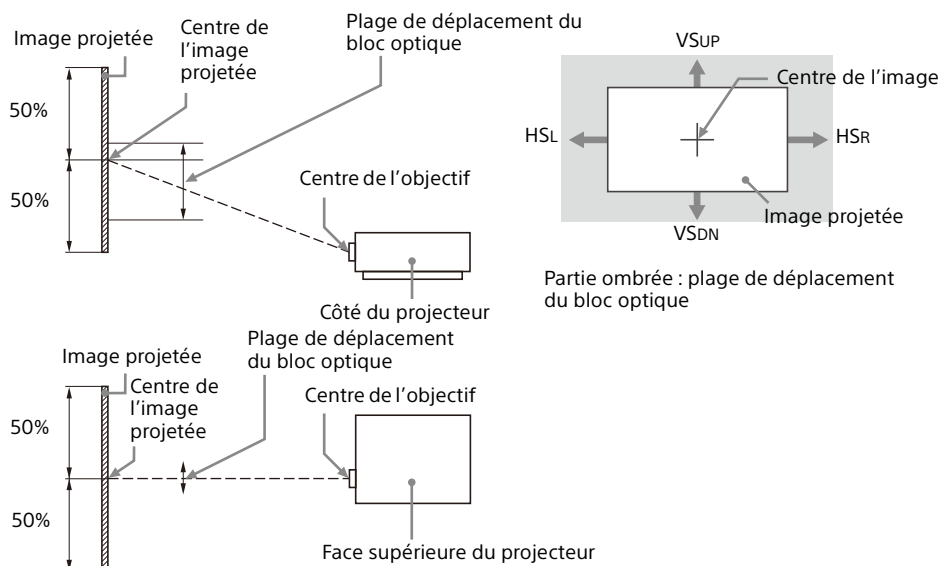 Image projetée
Centre de
l'image
projetée
Plage de déplacement du
bloc optique
50%
50%
Centre de l'objectif
Côté du projecteur
VSUP
Centre de l'image
HSL
HSR
Image projetée
VSDN
Partie ombrée : plage de déplacement
du bloc optique
Plage de déplacement
du bloc optique
Image projetée
Centre de
l'image
projetée
Centre de l'objectif
50%
50%
Face supérieure du projecteur